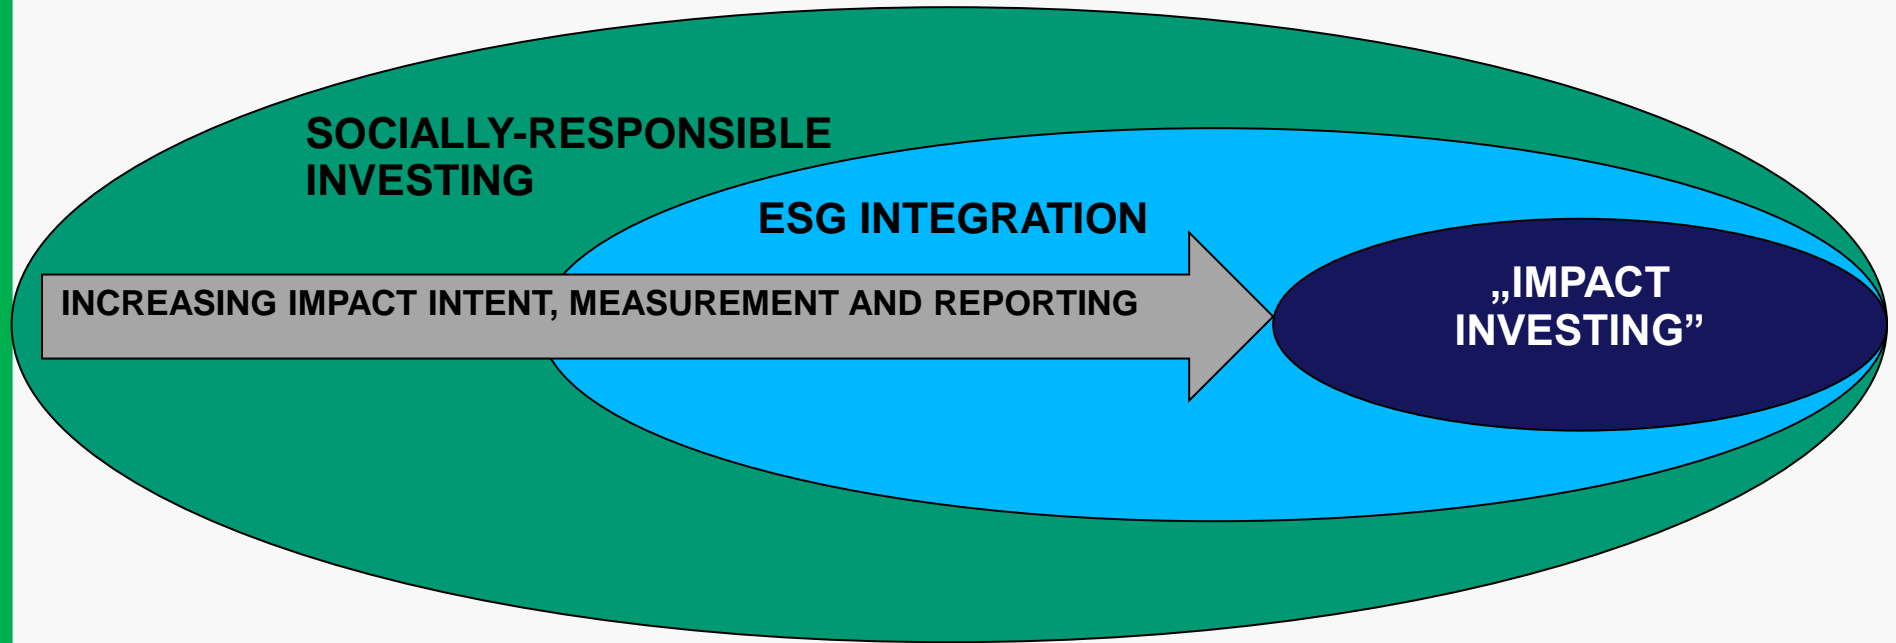 SOCIALLY-RESPONSIBLE
INVESTING
ESG INTEGRATION
INCREASING IMPACT INTENT, MEASUREMENT AND REPORTING
„IMPACT
INVESTING”